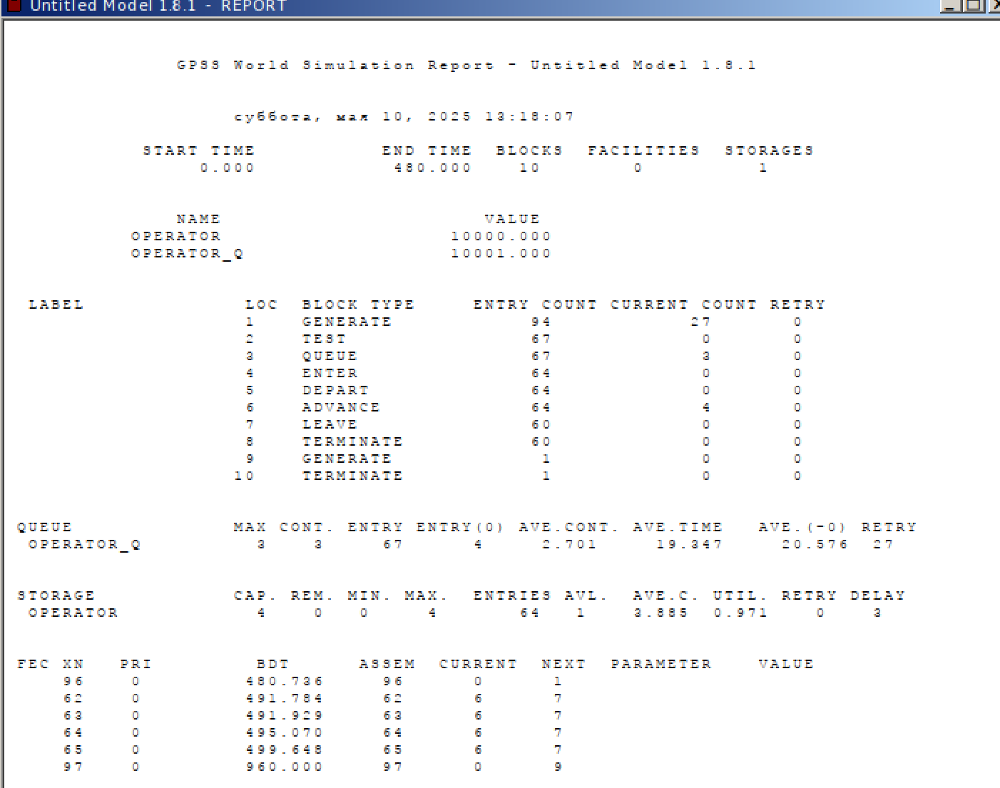 Untitled Model 1.8.1 - REPORT
GPSS World Simulation Report - Untitled Model 1.8.1
суббота, мая 10, 2025 13:18:07
START TIME END TIME BLOCKS FACILITIES STORAGES
0.000 480.000 10 0 1
NAME VALUE
OPERATOR 10000.000
OPERATOR_Q 10001.000
LABEL LOC BLOCK TYPE ENTRY COUNT CURRENT COUNT RETRY
1 GENERATE 94 27 0
2 TEST 67 0 0
3 QUEUE 67 3 0
4 ENTER 64 0 0
5 DEPART 64 0 0
6 ADVANCE 64 4 0
7 LEAVE 60 0 0
8 TERMINATE 60 0 0
9 GENERATE 1 0 0
10 TERMINATE 1 0 0
QUEUE MAX CONT. ENTRY ENTRY(0) AVE.CONT. AVE.TIME AVE.(-0) RETRY
OPERATOR_Q 3 3 67 4 2.701 19.347 20.576 27
STORAGE CAP. REM. MIN. MAX. ENTRIES AVL. AVE.C. UTIL. RETRY DELAY
OPERATOR 4 0 0 4 64 1 3.885 0.971 0 3
FEC XN PRI BDT ASSEM CURRENT NEXT PARAMETER VALUE
96 0 480.736 96 0 1
62 0 491.784 62 6 7
63 0 491.929 63 6 7
64 0 495.070 64 6 7
65 0 499.648 65 6 7
97 0 960.000 97 0 9